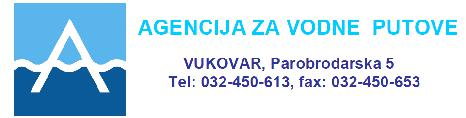 AGENCIJA ZA VODNE PUTOVE
VUKOVAR, Parobrodarska 5
Tel: 032-450-613, fax: 032-450-653